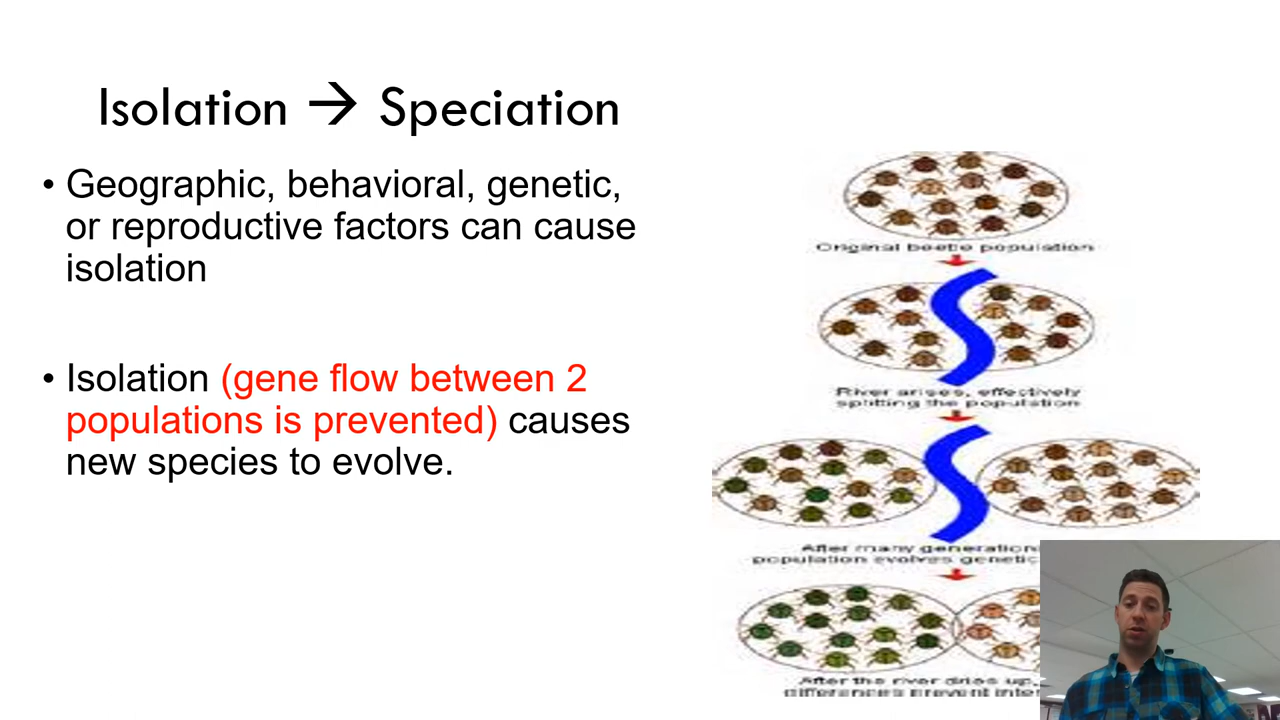 Isolation → Speciation
• Geographic, behavioral, genetic,
or reproductive factors can cause
isolation
• Isolation (gene flow between 2
populations is prevented) causes
new species to evolve.
Original beetle population
River arises, effectively
splitting the population
After many generation
population evolves genetic
After the river dries up,
differences prevent inter